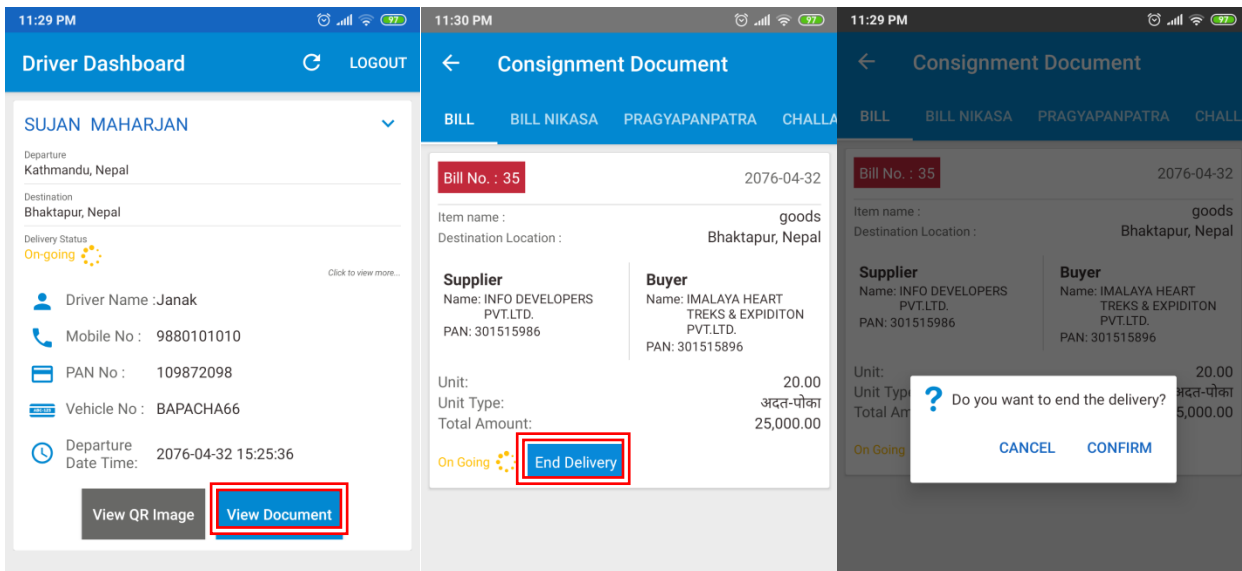 11:29 PM
97
Driver Dashboard
LOGOUT
SUJAN MAHARJAN
Departure
Kathmandu, Nepal
Destination
Bhaktapur, Nepal
Delivery Status
On-going
Click to view more...
Driver Name :Janak
Mobile No : 9880101010
PAN No : 109872098
ABC-123
Vehicle No : BAPACHA66
Departure
Date Time: 2076-04-32 15:25:36
View QR Image
View Document
11:30 PM
97
Consignment Document
BILL BILL NIKASA PRAGYAPANPATRA CHALLA
Bill No. : 35
2076-04-32
Item name : goods
Destination Location : Bhaktapur, Nepal
Supplier
Name: INFO DEVELOPERS
PVT.LTD.
PAN: 301515986
Buyer
Name: IMALAYA HEART
TREKS & EXPIDITON
PVT.LTD.
PAN: 301515896
Unit: 20.00
Unit Type: अदत-पोका
Total Amount: 25,000.00
On Going
End Delivery
11:29 PM
97
Consignment Document
BILL BILL NIKASA PRAGYAPANPATRA CHALL
Bill No. : 35
2076-04-32
Item name : goods
Destination Location : Bhaktapur, Nepal
Supplier
Name: INFO DEVELOPERS
PVT.LTD.
PAN: 301515986
Buyer
Name: IMALAYA HEART
TREKS & EXPIDITON
PVT.LTD.
PAN: 301515896
Unit: 20.00
Unit Typ अदत-पोका
Total Am 5,000.00
On Going
? Do you want to end the delivery?
CANCEL CONFIRM